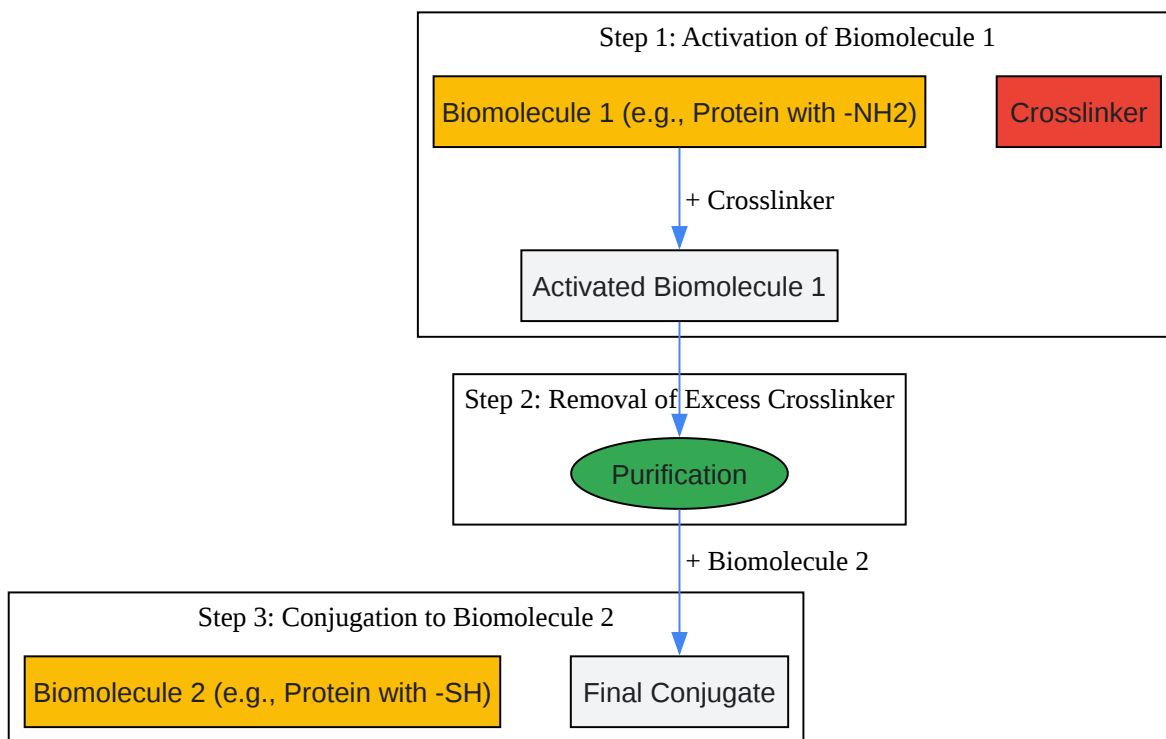 Step 1: Activation of Biomolecule 1
Biomolecule 1 (e.g., Protein with -NH2)
Crosslinker
+ Crosslinker
Activated Biomolecule 1
Step 2: Removal of Excess Crosslinker
Purification
+ Biomolecule 2
Step 3: Conjugation to Biomolecule 2
Biomolecule 2 (e.g., Protein with -SH)
Final Conjugate